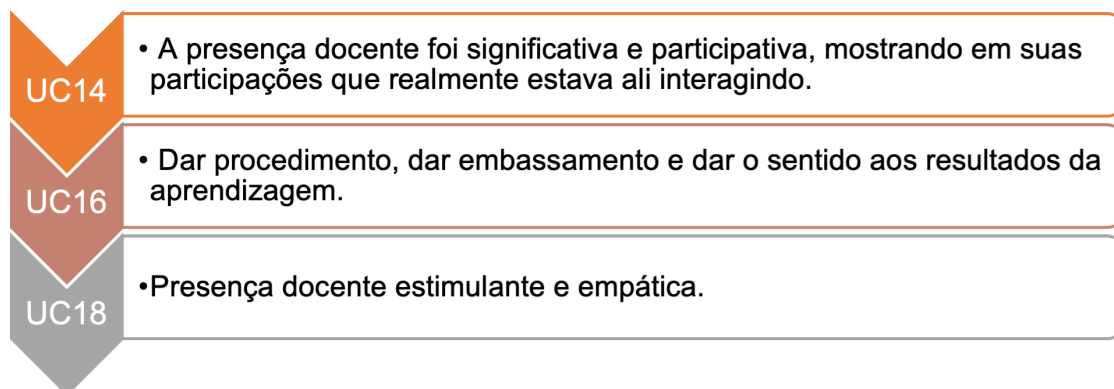 UC14
• A presença docente foi significativa e participativa, mostrando em suas
participações que realmente estava ali interagindo.
UC16
• Dar procedimento, dar embassamento e dar o sentido aos resultados da
aprendizagem.
UC18
•Presença docente estimulante e empática.